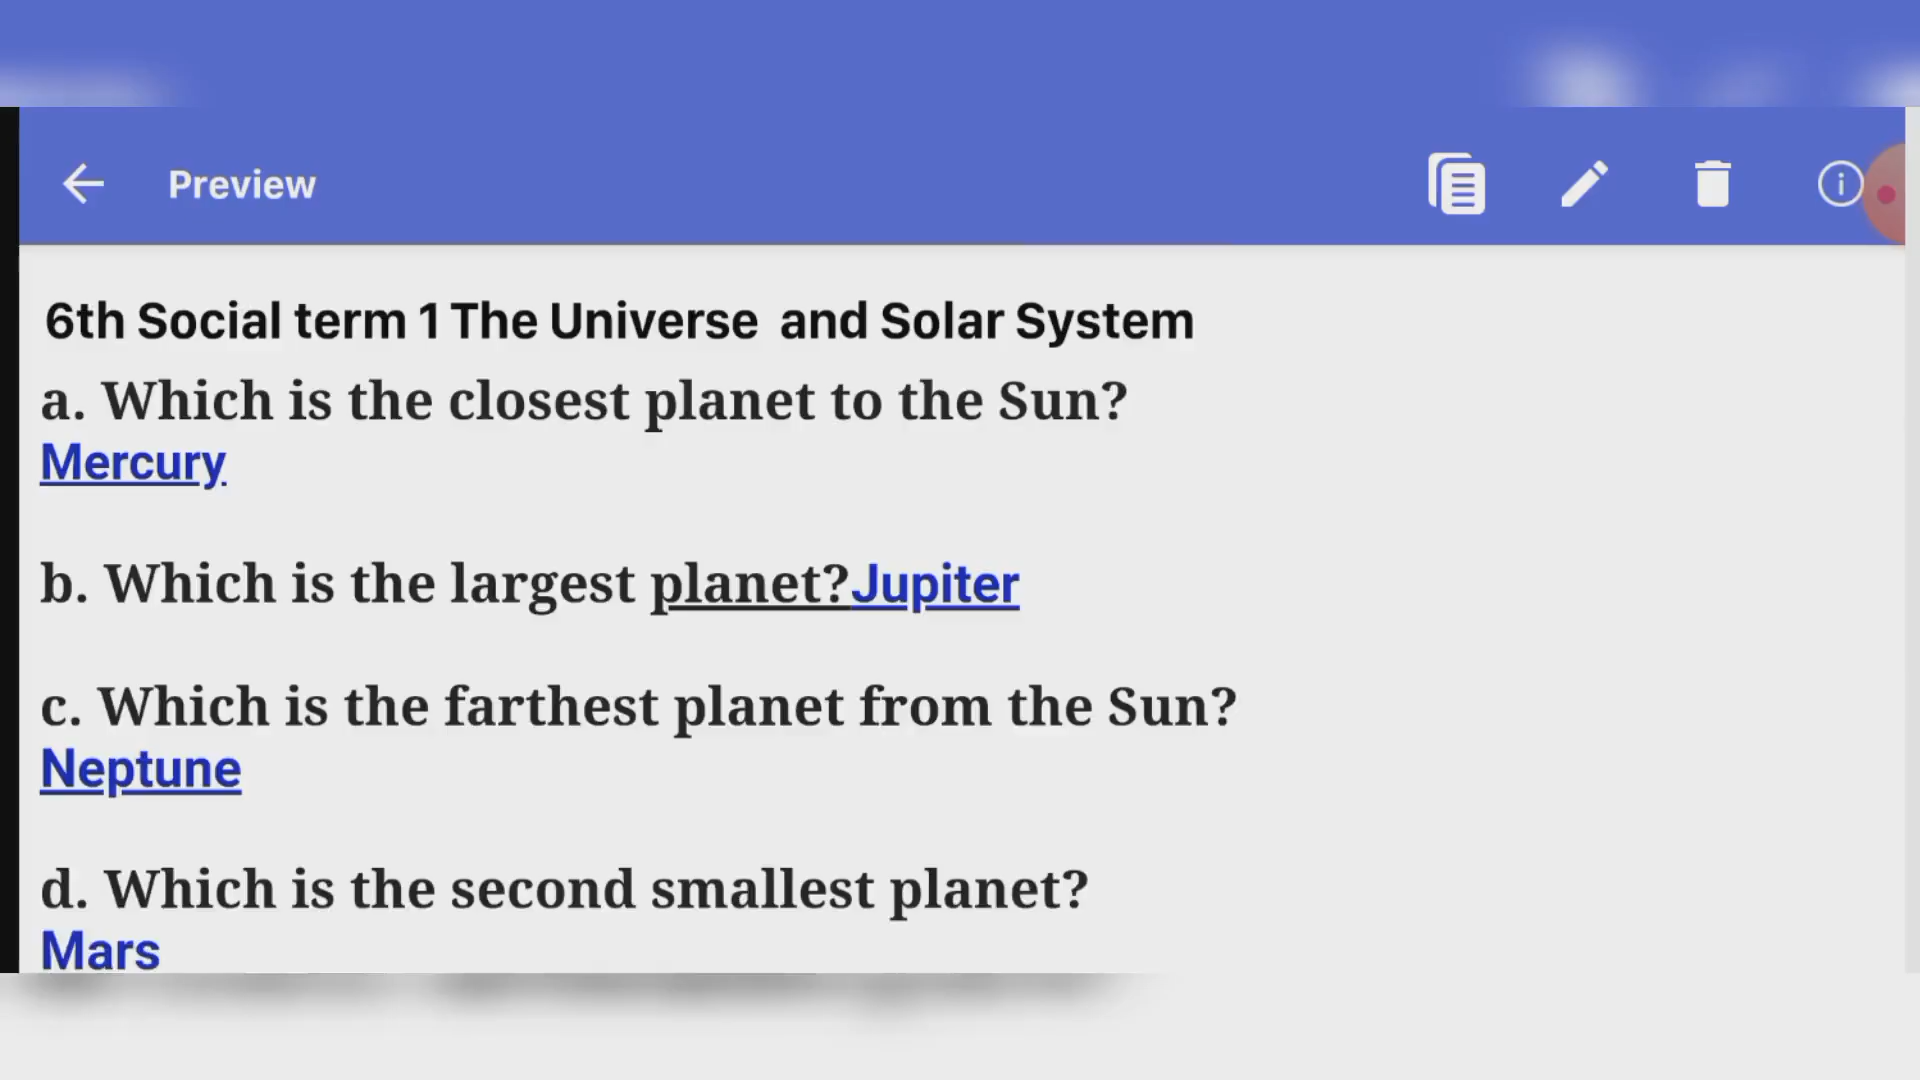 Preview
6th Social term 1 The Universe and Solar System
a. Which is the closest planet to the Sun?
Mercury
b. Which is the largest planet?Jupiter
c. Which is the farthest planet from the Sun?
Neptune
d. Which is the second smallest planet?
Mars